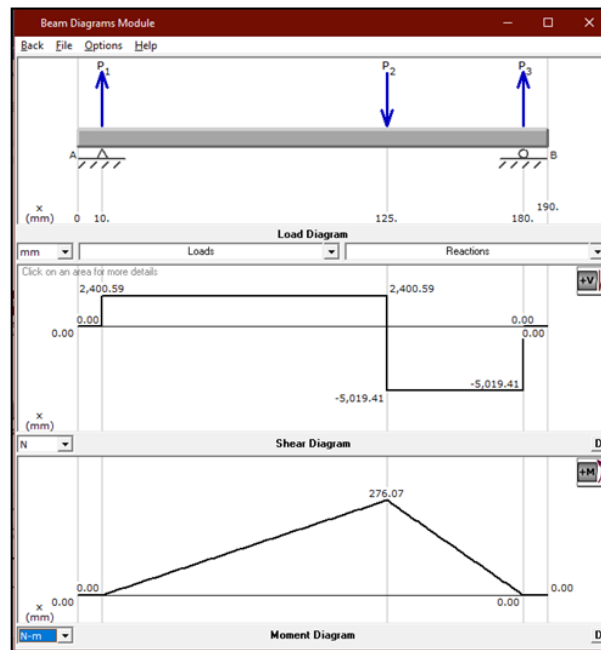 Beam Diagrams Module
Back File Options Help
P1 P2 P3
A B
x
(mm) 0 10. 125. 180. 190.
Load Diagram
mm Loads Reactions
Click on an area for more details
+V
2,400.59 2,400.59
0.00 0.00
0.00 0.00
-5,019.41 -5,019.41
x
(mm)
N Shear Diagram D
+M
276.07
0.00 0.00
0.00 0.00
x
(mm)
N-m Moment Diagram D